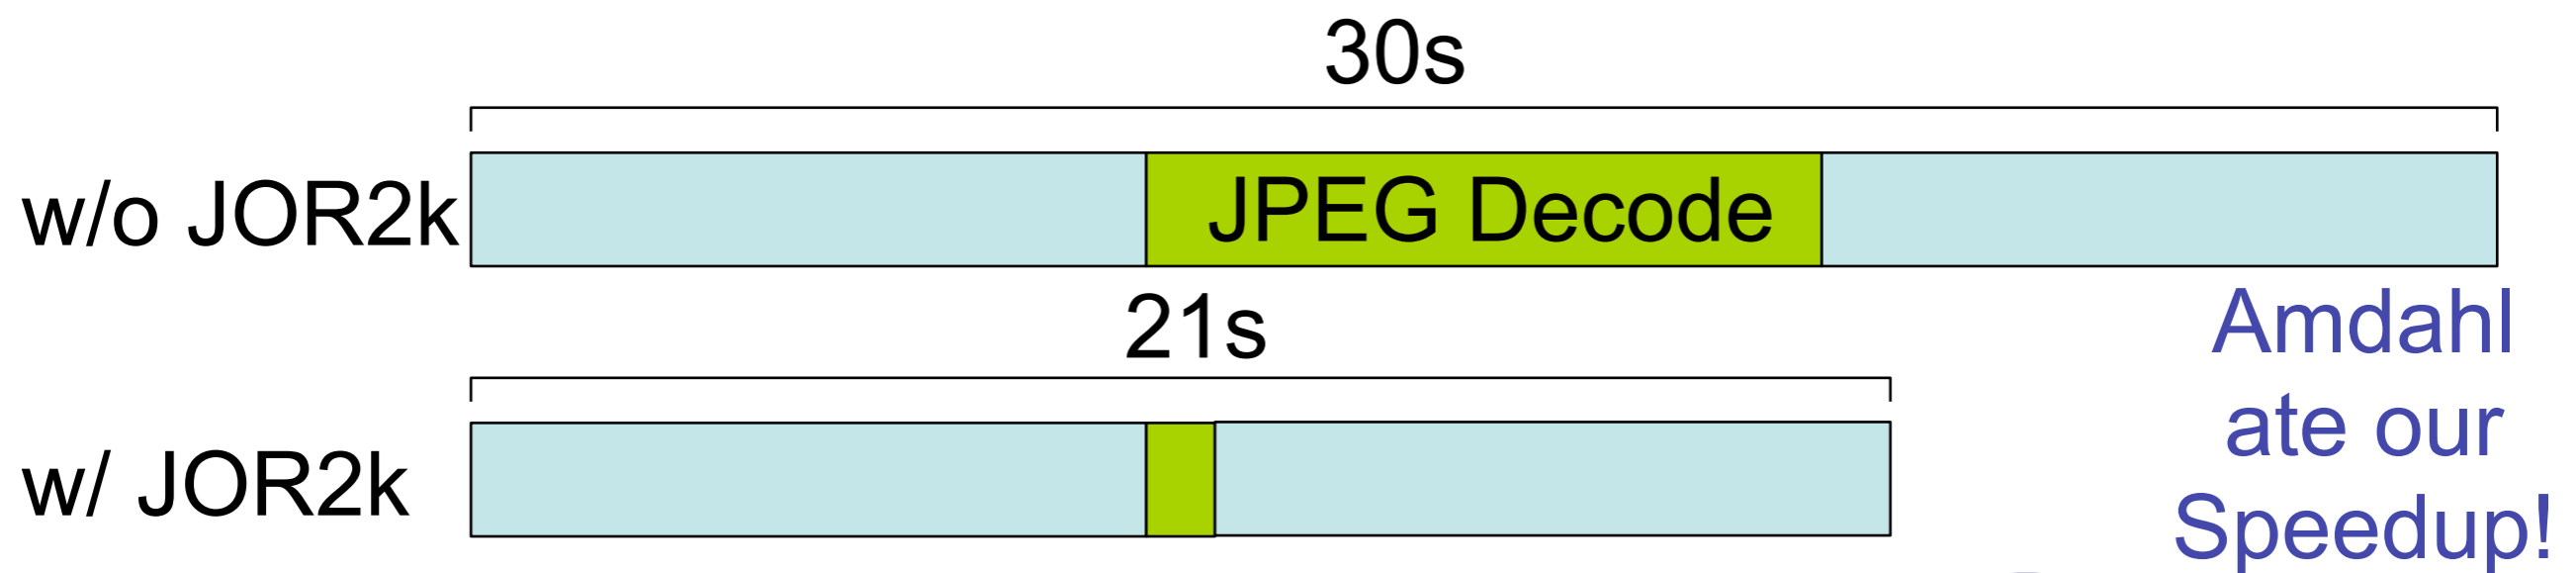 30s
w/o JOR2k
JPEG Decode
21s
w/ JOR2k
Amdahl
ate our
Speedup!